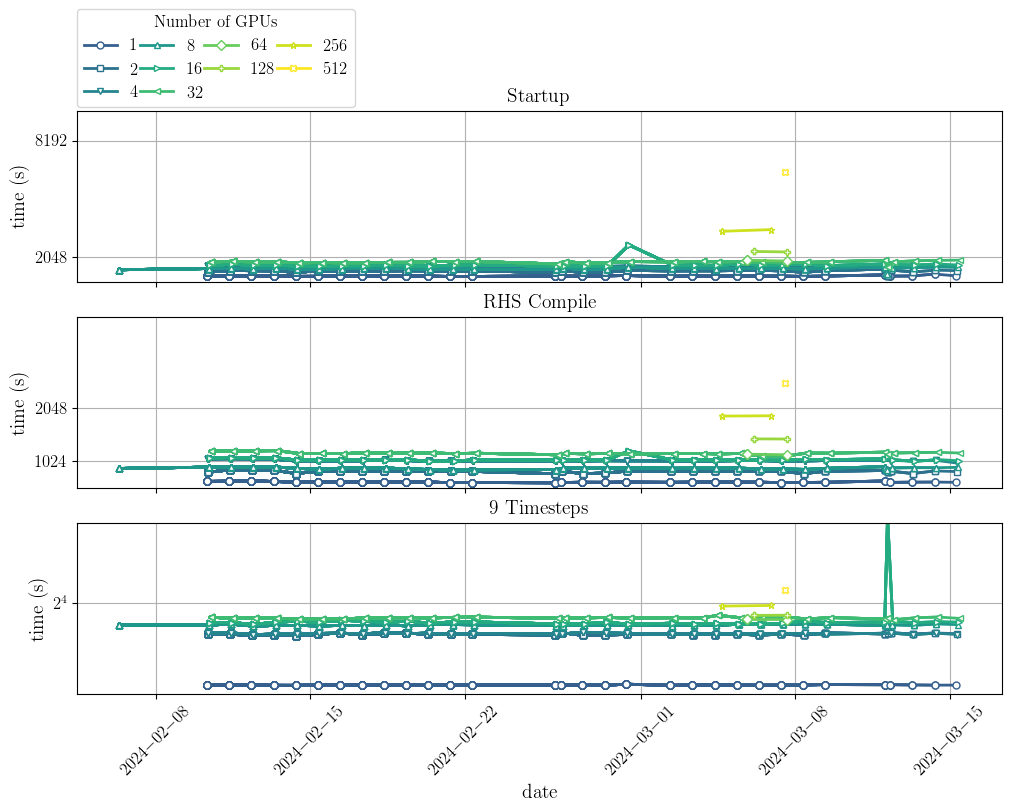 Number of GPUs
1 8 64 256
2 16 128 512
4 32
Startup
8192
time (s)
2048
RHS Compile
time (s)
2048
1024
9 Timesteps
time (s)
2⁴
2024−02−08 2024−02−15 2024−02−22 2024−03−01 2024−03−08 2024−03−15
date